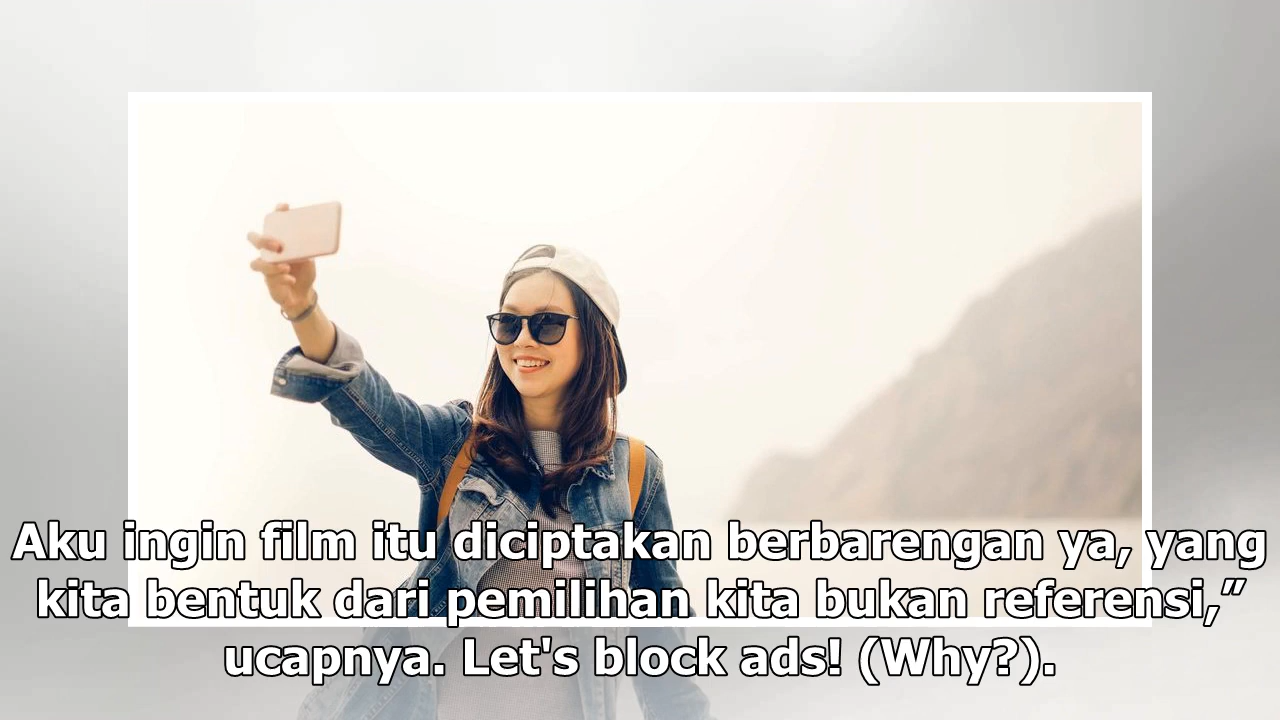 Aku ingin film itu diciptakan berbarengan ya, yang
kita bentuk dari pemilihan kita bukan referensi,”
ucapnya. Let's block ads! (Why?).